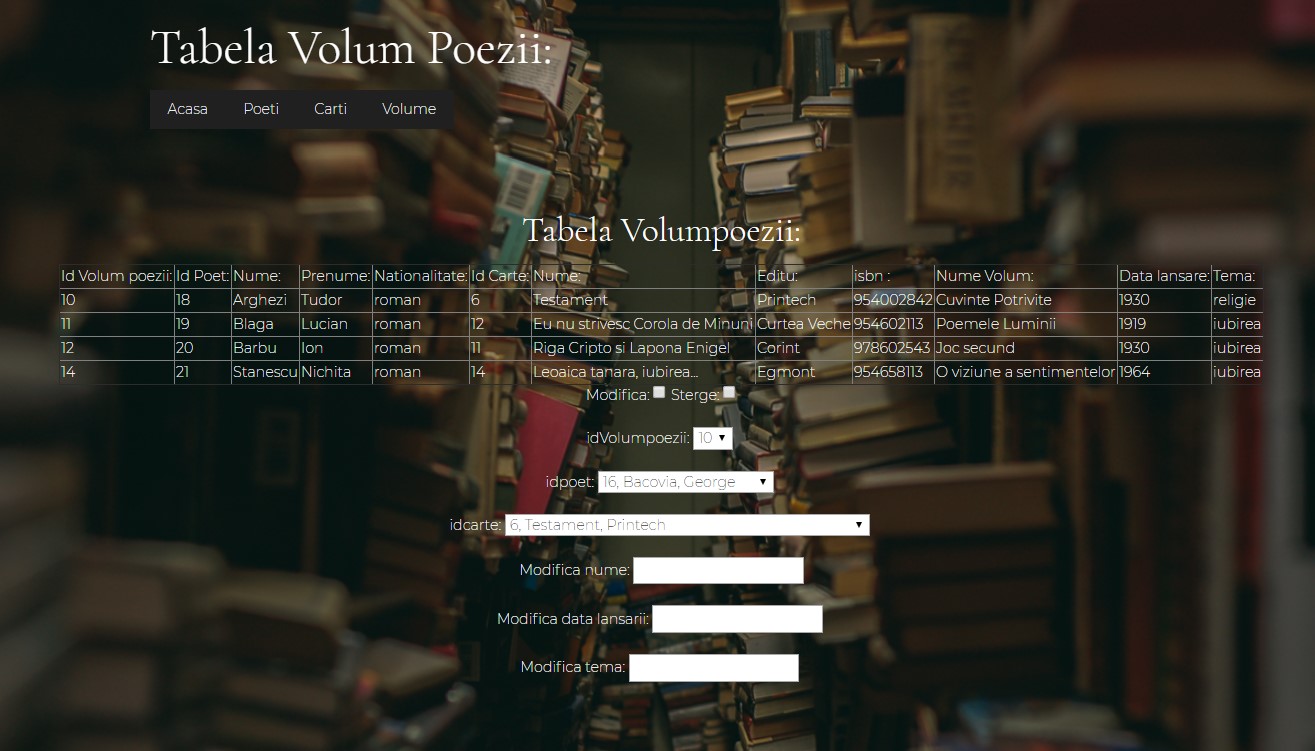 Tabela Volum Poezii:
Acasa Poeti Carti Volume
Tabela Volumpoezii:
Id Volum poezii: Id Poet: Nume: Prenume: Nationalitate: Id Carte: Nume: Editu: isbn : Nume Volum: Data lansare: Tema:
10 18 Arghezi Tudor roman 6 Testament Printech 954002842 Cuvinte Potrivite 1930 religie
11 19 Blaga Lucian roman 12 Eu nu strivesc Corola de Minuni Curtea Veche 954602113 Poemele Luminii 1919 iubirea
12 20 Barbu Ion roman 11 Riga Cripto si Lapona Enigel Corint 978602543 Joc secund 1930 iubirea
14 21 Stanescu Nichita roman 14 Leoaica tanara, iubirea... Egmont 954658113 O viziune a sentimentelor 1964 iubirea
Modifica: Sterge:
idVolumpoezii: 10
idpoet: 16, Bacovia, George
idcarte: 6, Testament, Printech
Modifica nume:
Modifica data lansarii:
Modifica tema: